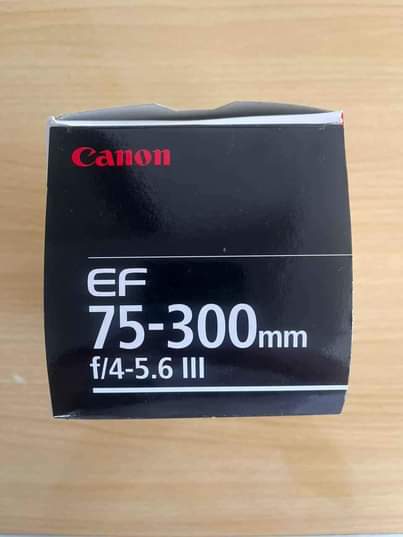 Canon
EF
75-300mm
f/4-5.6 III